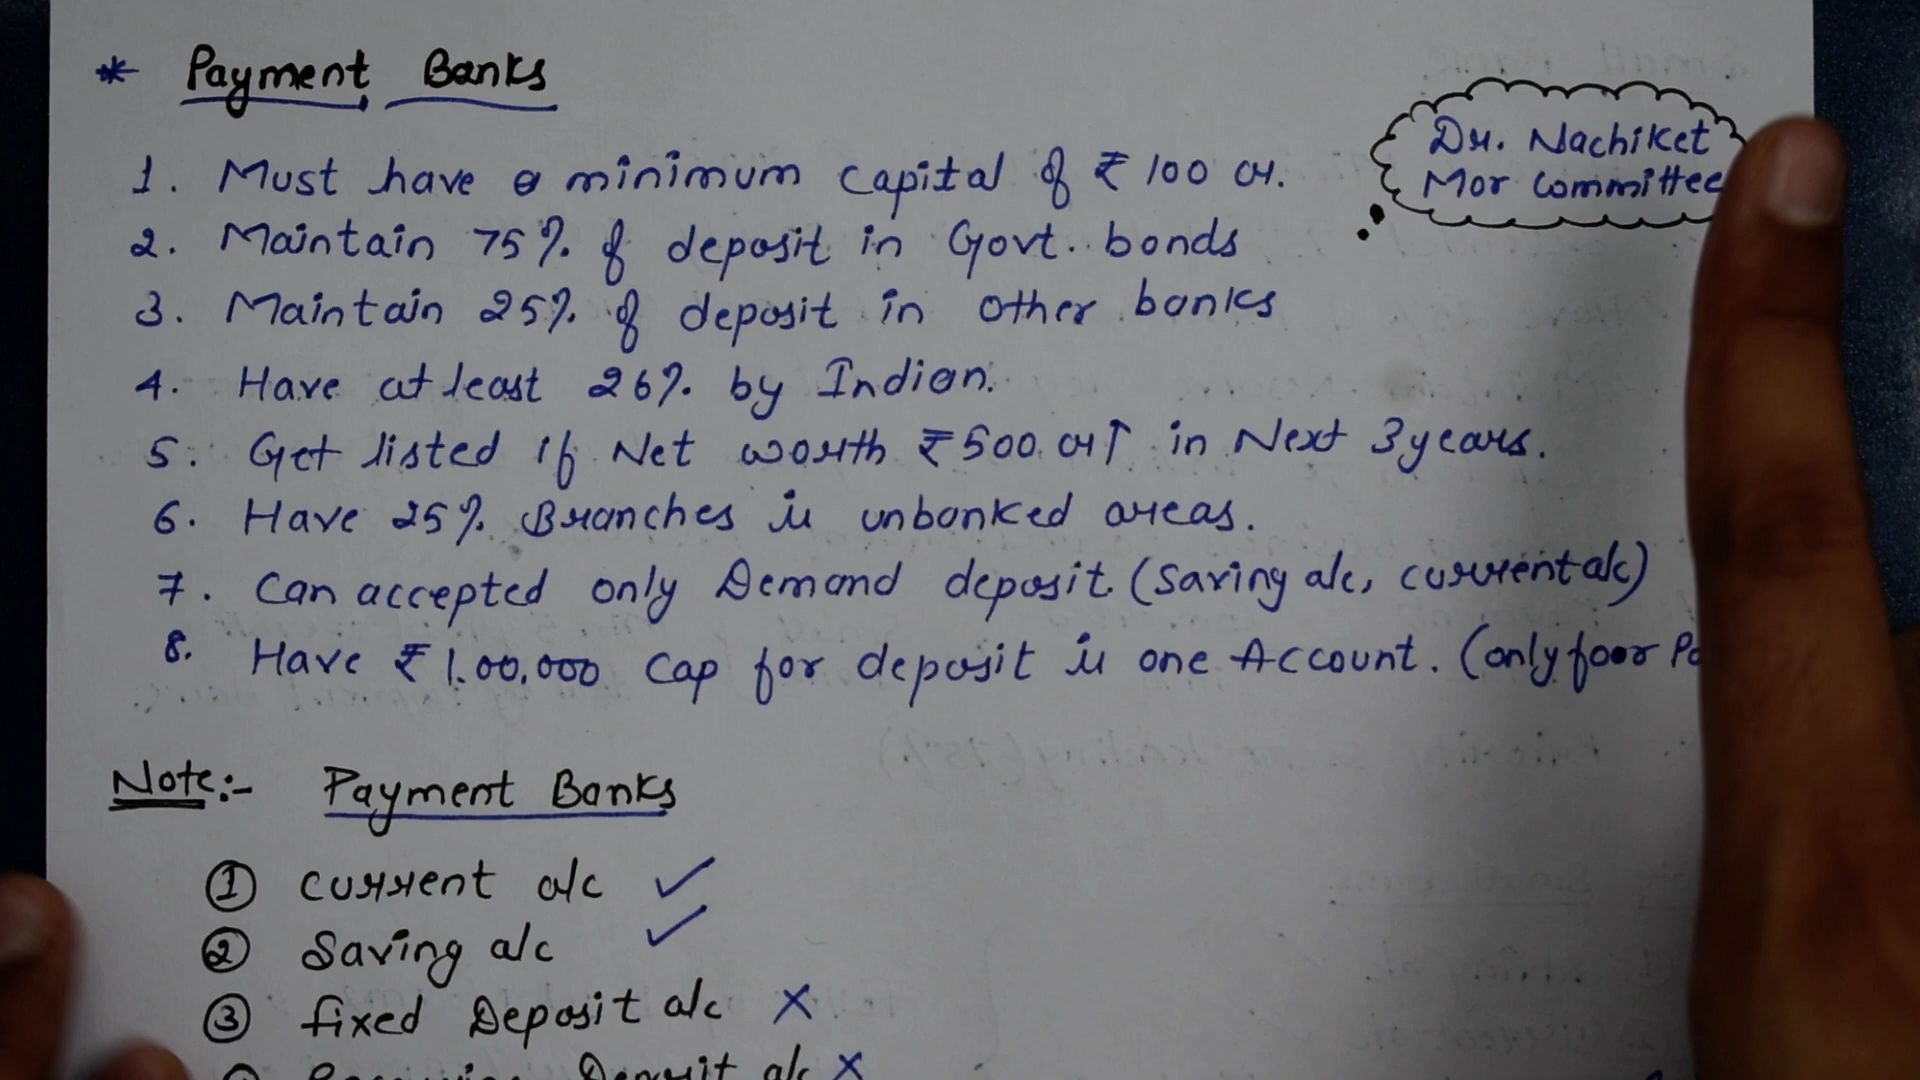 * Payment Banks
Dr. Nachiket
Mor Committee
1. Must have a minimum capital of ₹ 100 cr.
2. Maintain 75% of deposit in Govt. bonds
3. Maintain 25% of deposit in other banks
4. Have at least 26% by Indian.
5. Get listed if Net worth ₹ 500 cr↑ in Next 3 years.
6. Have 25% Branches in unbanked areas.
7. Can accepted only Demand deposit (Saving a/c, current a/c)
8. Have ₹ 1,00,000 cap for deposit in one Account. (only for
Note:- Payment Banks
① current a/c ✓
② Saving a/c ✓
③ fixed Deposit a/c ✗
Deposit a/c ✗